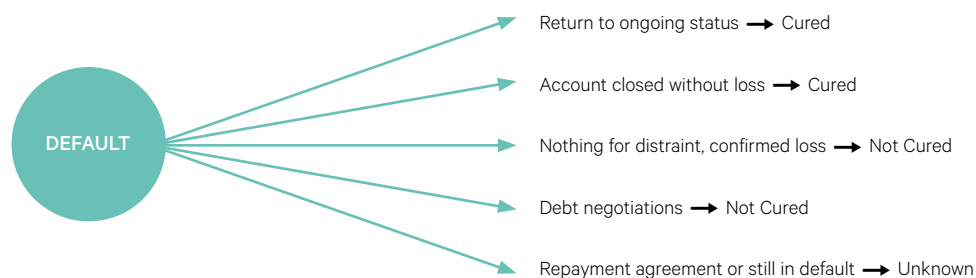 Return to ongoing status → Cured
Account closed without loss → Cured
DEFAULT
Nothing for distraint, confirmed loss → Not Cured
Debt negotiations → Not Cured
Repayment agreement or still in default → Unknown